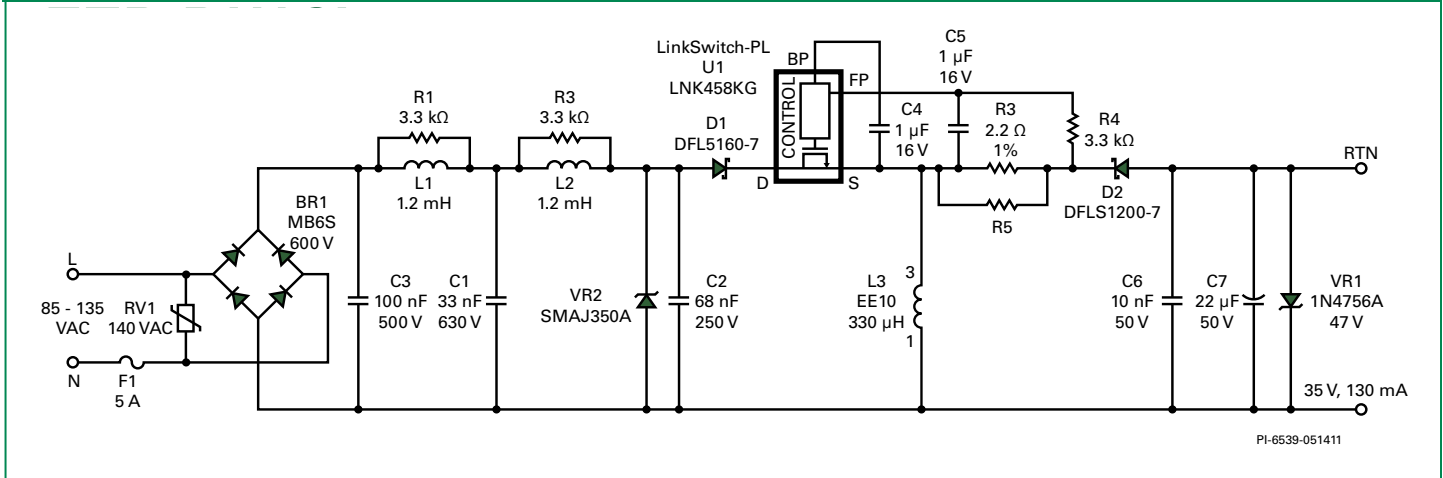 LinkSwitch-PL
U1
LNK458KG
BP
FP
CONTROL
D
S
C5
1 µF
16 V
R1
3.3 kΩ
R3
3.3 kΩ
D1
DFL5160-7
C4
1 µF
16 V
R3
2.2 Ω
1%
R4
3.3 kΩ
RTN
L1
1.2 mH
L2
1.2 mH
D2
DFLS1200-7
R5
BR1
MB6S
600 V
L
85 - 135
VAC
RV1
140 VAC
N
F1
5 A
C3
100 nF
500 V
C1
33 nF
630 V
VR2
SMAJ350A
C2
68 nF
250 V
3
L3
EE10
330 µH
1
C6
10 nF
50 V
C7
22 µF
50 V
VR1
1N4756A
47 V
35 V, 130 mA
PI-6539-051411